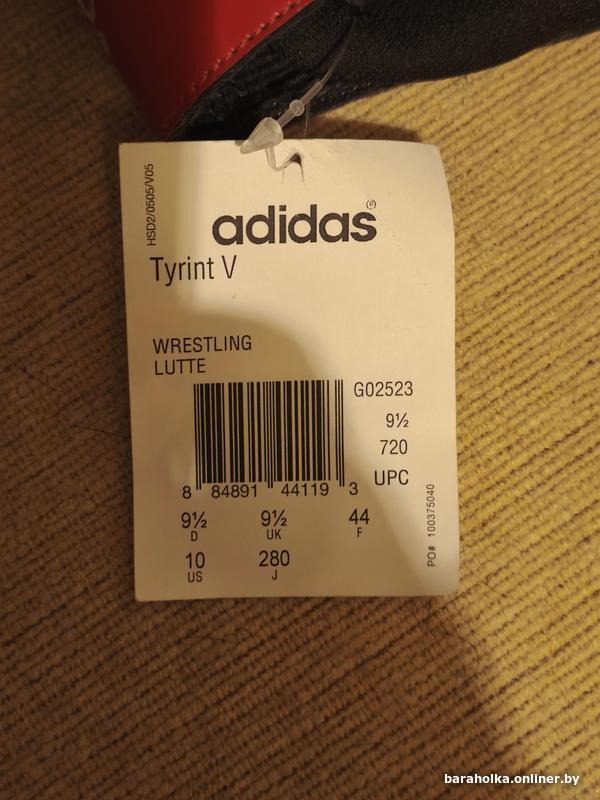 HSD2/0505/V05
adidas®
Tyrint V
WRESTLING
LUTTE
G02523
9½
720
UPC
8 84891 44119 3
9½ 9½ 44
D UK F
10 280
US J
PO# 100375040
baraholka.onliner.by